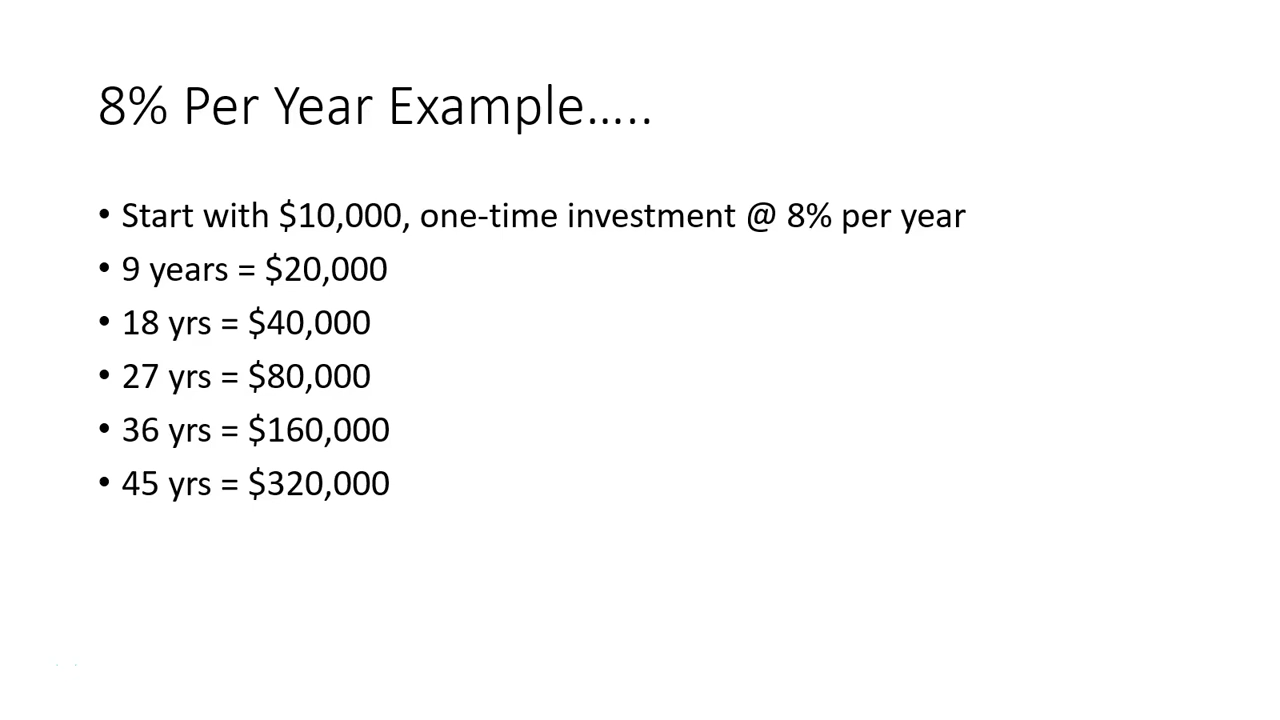 8% Per Year Example…..
• Start with $10,000, one-time investment @ 8% per year
• 9 years = $20,000
• 18 yrs = $40,000
• 27 yrs = $80,000
• 36 yrs = $160,000
• 45 yrs = $320,000